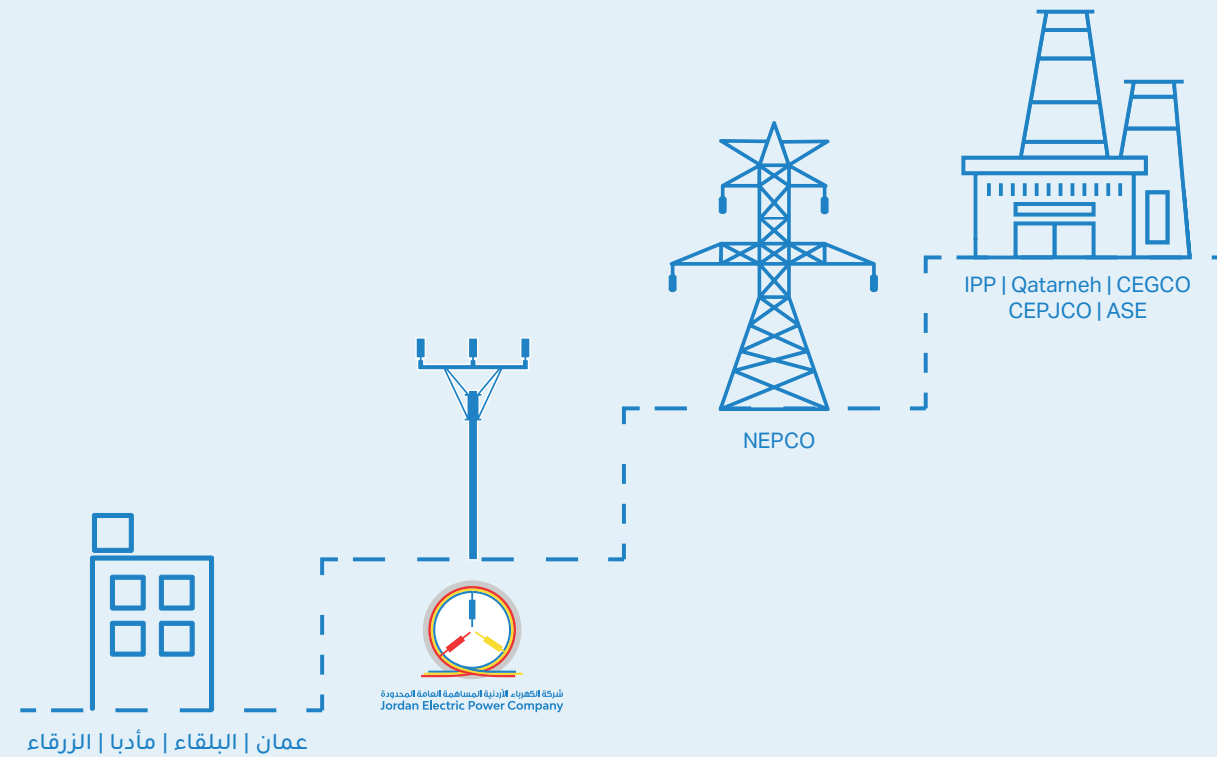 IPP | Qatarneh | CEGCO
CEPJCO | ASE
NEPCO
شركة الكهرباء الأردنية المساهمة العامة المحدودة
Jordan Electric Power Company
عمان | البلقاء | مأدبا | الزرقاء